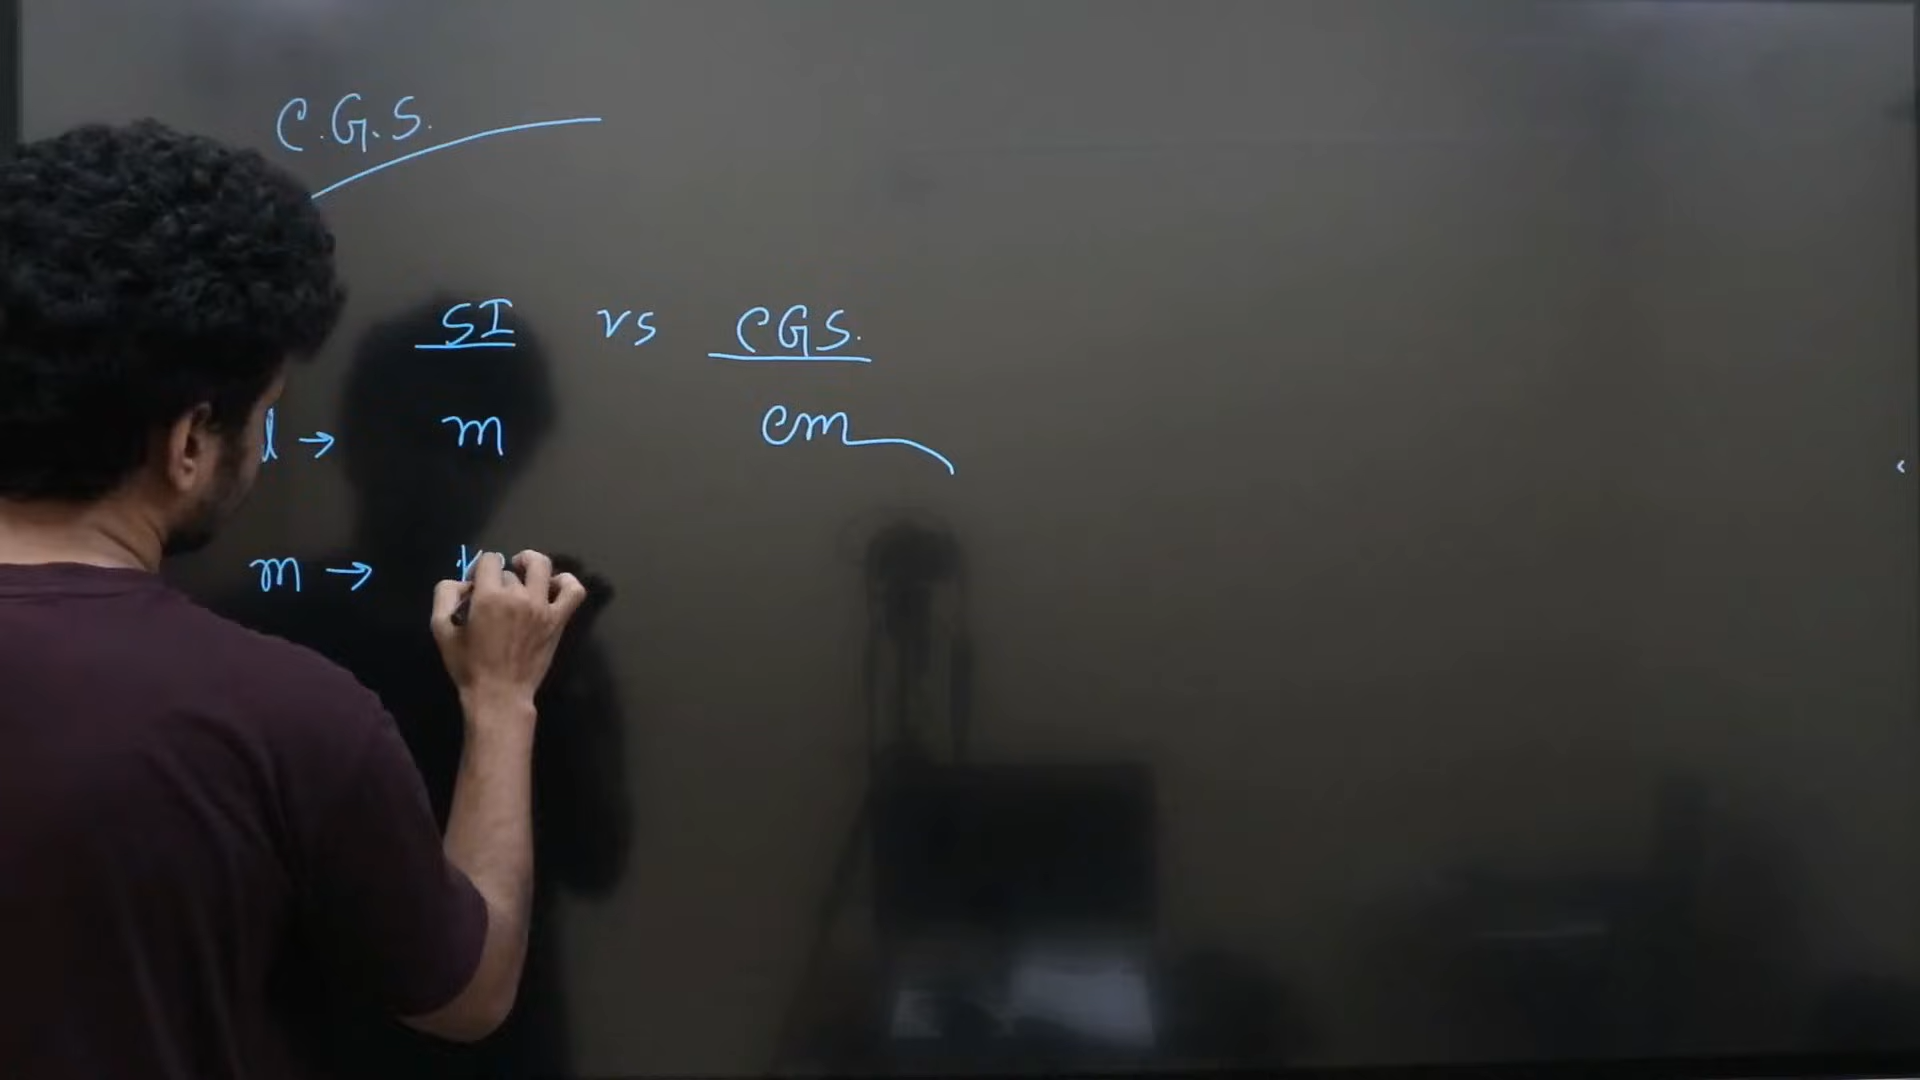 C.G.S.
SI vs CGS.
l → m cm
m →